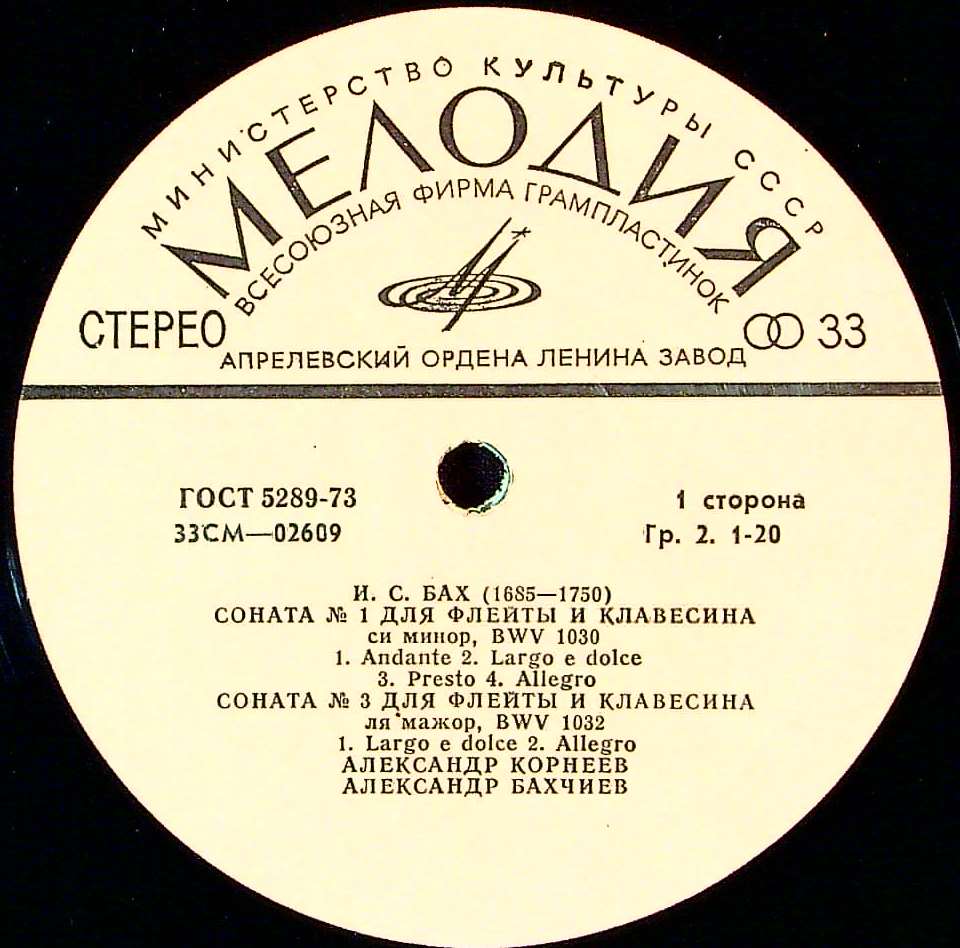 МИНИСТЕРСТВО КУЛЬТУРЫ СССР
МЕЛОДИЯ
ВСЕСОЮЗНАЯ ФИРМА ГРАМПЛАСТИНОК
СТЕРЕО
33
АПРЕЛЕВСКИЙ ОРДЕНА ЛЕНИНА ЗАВОД
ГОСТ 5289-73
1 сторона
33СМ—02609
Гр. 2. 1-20
И. С. БАХ (1685—1750)
СОНАТА № 1 ДЛЯ ФЛЕЙТЫ И КЛАВЕСИНА
си минор, BWV 1030
1. Andante 2. Largo e dolce
3. Presto 4. Allegro
СОНАТА № 3 ДЛЯ ФЛЕЙТЫ И КЛАВЕСИНА
ля мажор, BWV 1032
1. Largo e dolce 2. Allegro
АЛЕКСАНДР КОРНЕЕВ
АЛЕКСАНДР БАХЧИЕВ